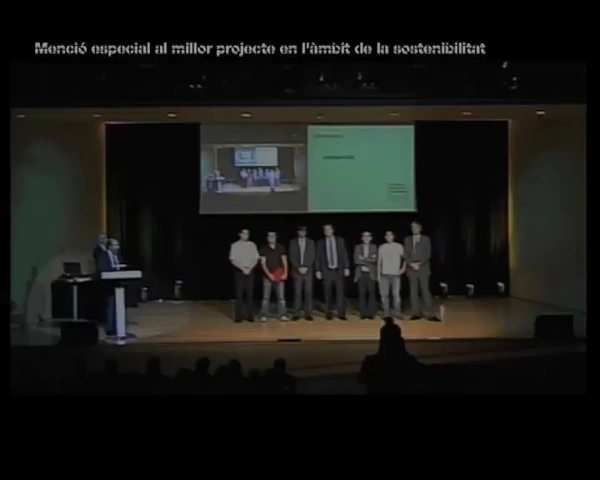 Menció especial al millor projecte en l'àmbit de la sostenibilitat